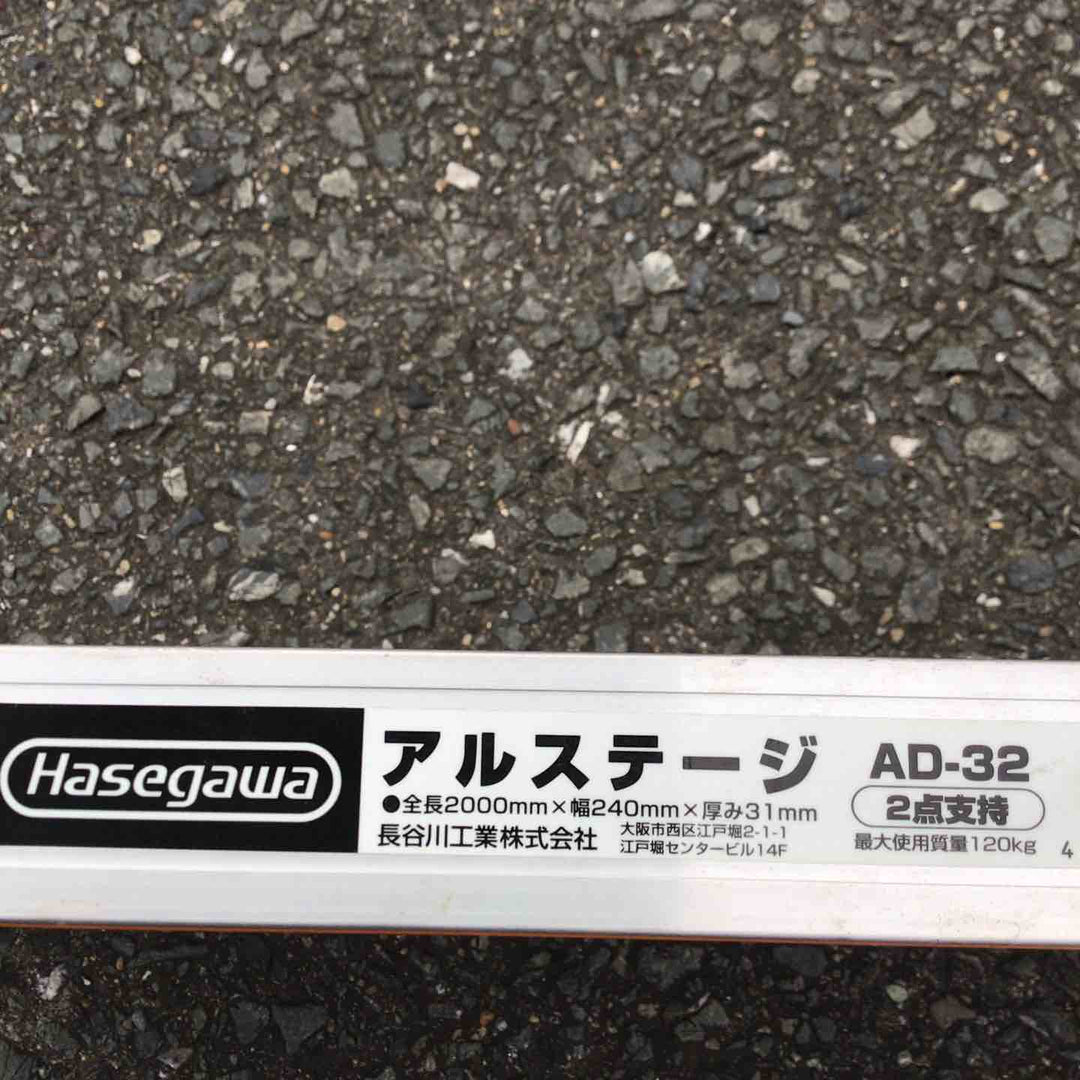 Hasegawa
アルステージ
●全長2000mm×幅240mm×厚み31mm
長谷川工業株式会社
大阪市西区江戸堀2-1-1
江戸堀センタービル14F
AD-32
2点支持
最大使用質量120kg
4